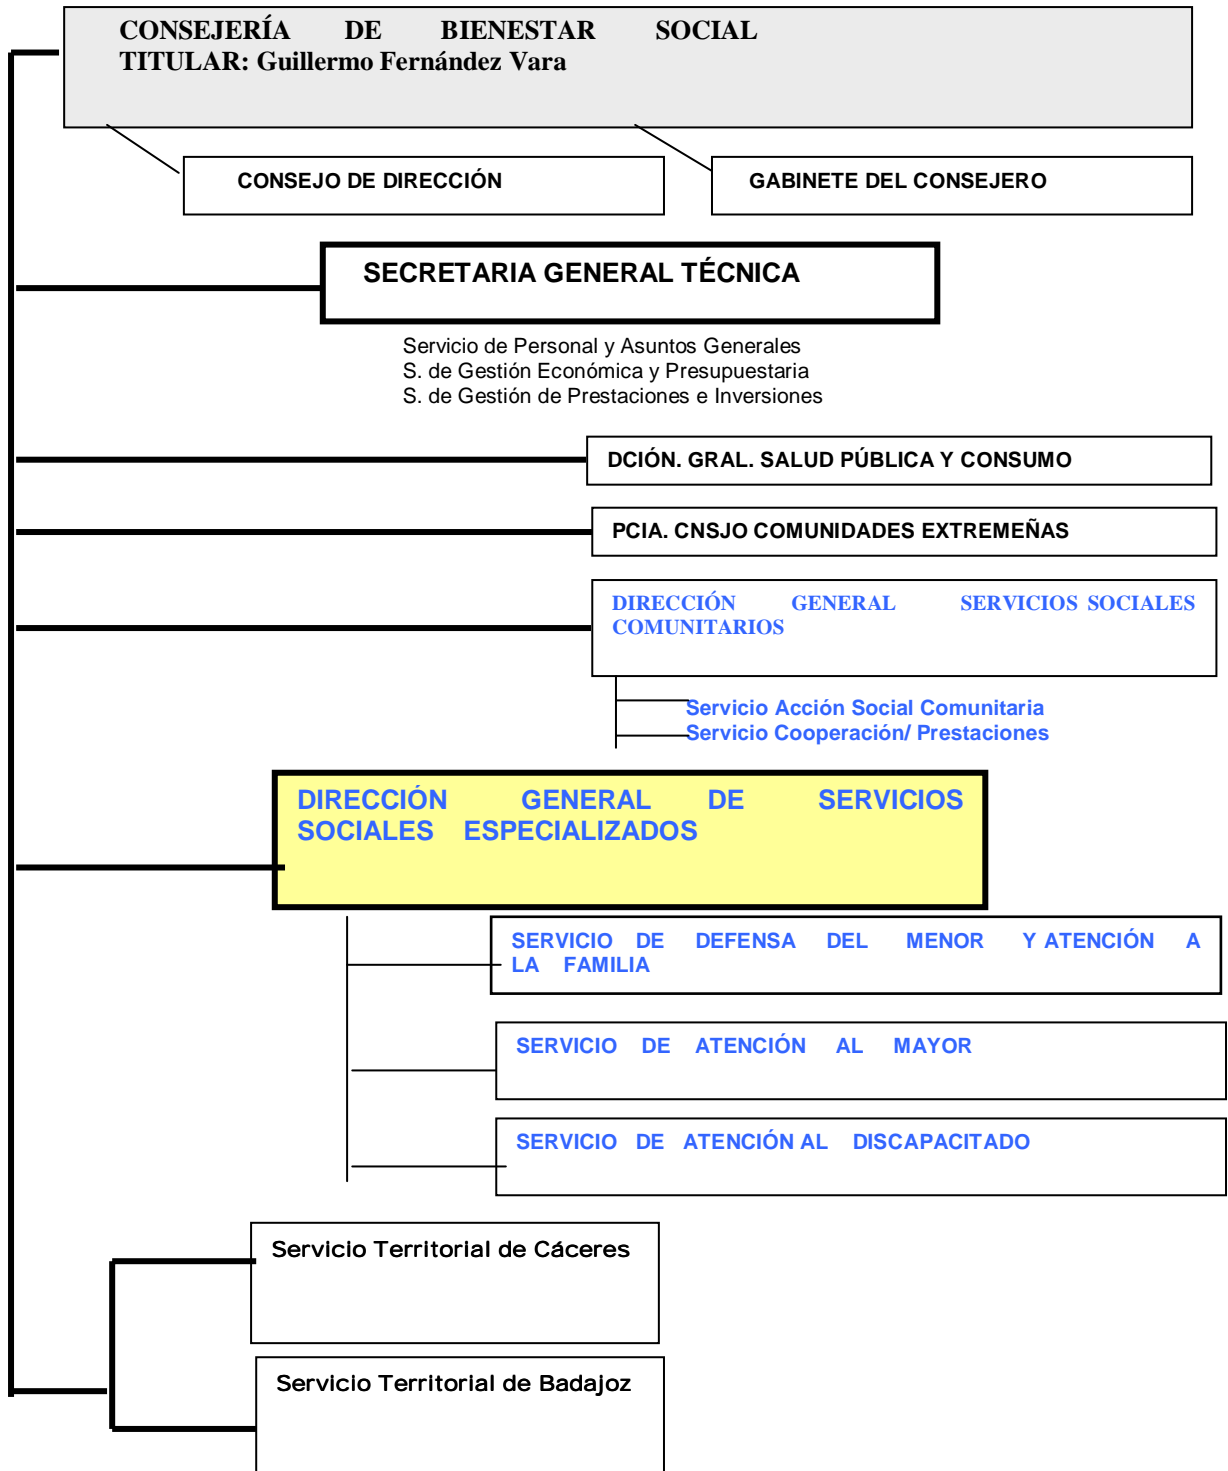 CONSEJERÍA DE BIENESTAR SOCIAL
TITULAR: Guillermo Fernández Vara
CONSEJO DE DIRECCIÓN
GABINETE DEL CONSEJERO
SECRETARIA GENERAL TÉCNICA
Servicio de Personal y Asuntos Generales
S. de Gestión Económica y Presupuestaria
S. de Gestión de Prestaciones e Inversiones
DCIÓN. GRAL. SALUD PÚBLICA Y CONSUMO
PCIA. CNSJO COMUNIDADES EXTREMEÑAS
DIRECCIÓN GENERAL SERVICIOS SOCIALES
COMUNITARIOS
Servicio Acción Social Comunitaria
Servicio Cooperación/ Prestaciones
DIRECCIÓN GENERAL DE SERVICIOS
SOCIALES ESPECIALIZADOS
SERVICIO DE DEFENSA DEL MENOR Y ATENCIÓN A
LA FAMILIA
SERVICIO DE ATENCIÓN AL MAYOR
SERVICIO DE ATENCIÓN AL DISCAPACITADO
Servicio Territorial de Cáceres
Servicio Territorial de Badajoz